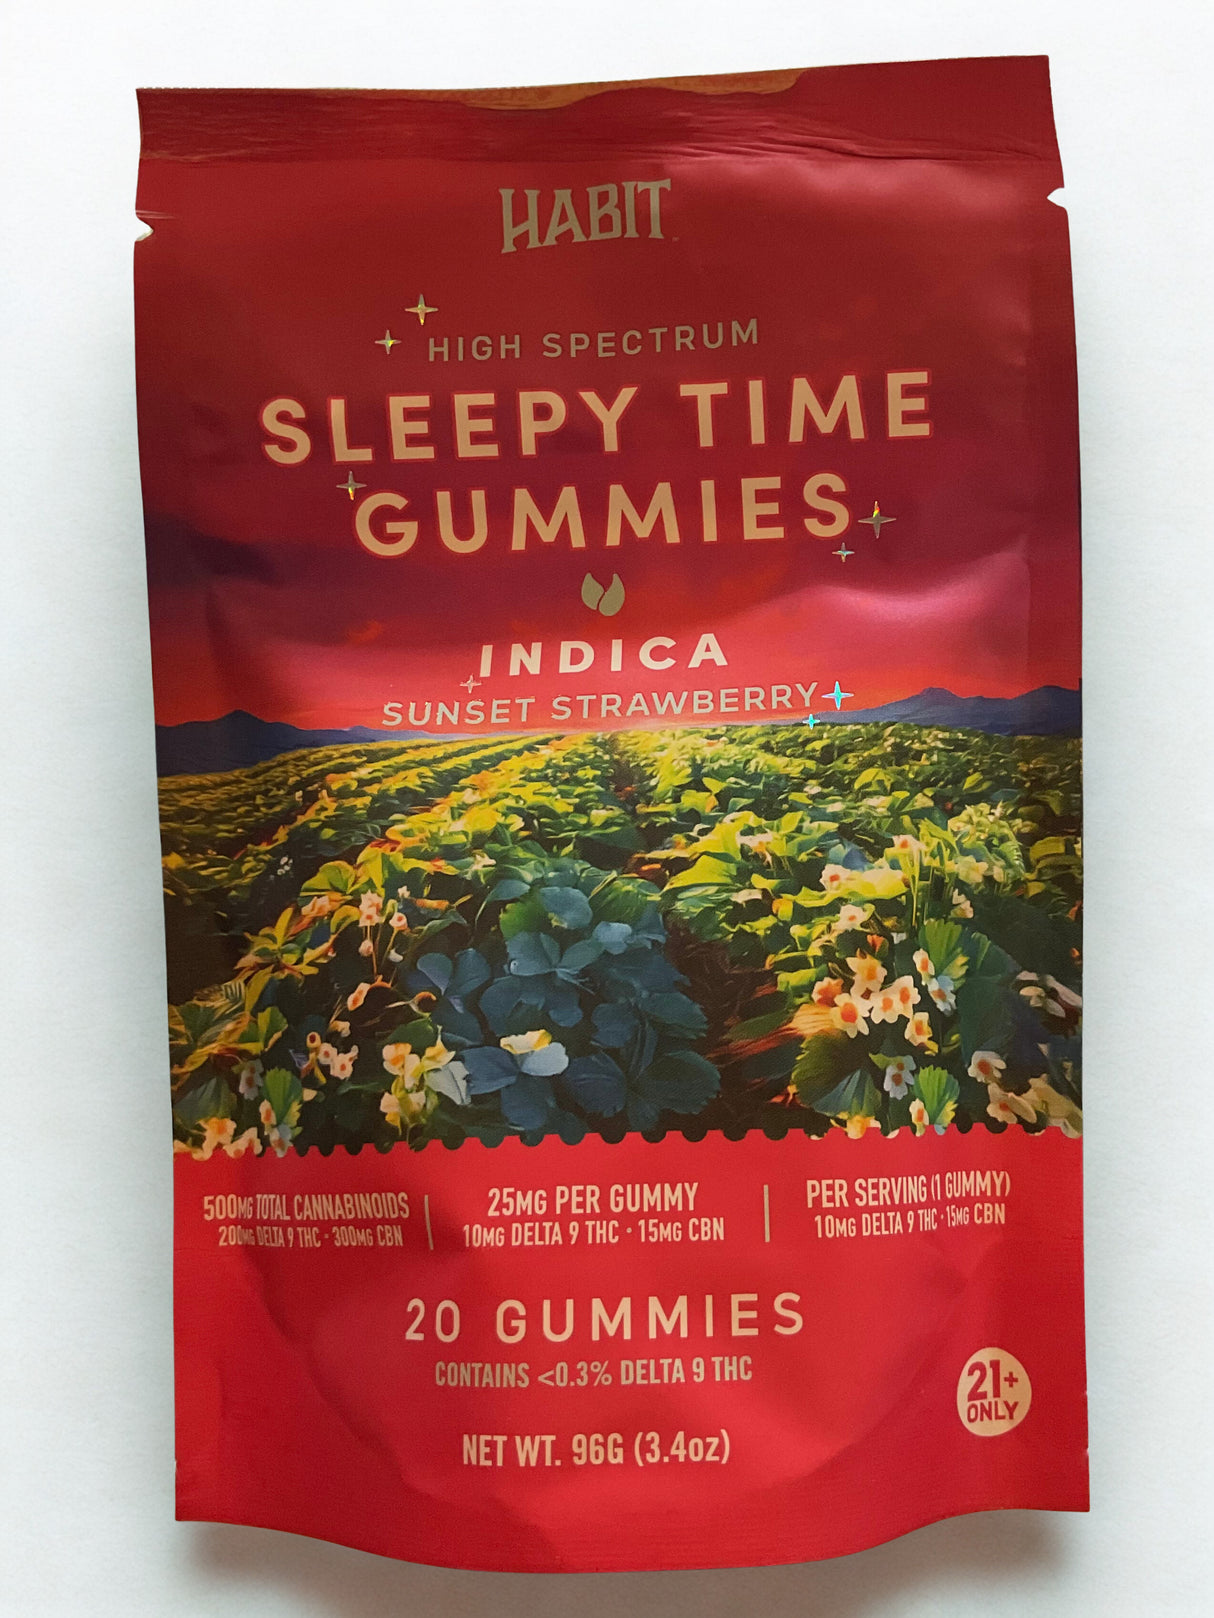 HABIT
HIGH SPECTRUM
SLEEPY TIME
GUMMIES
INDICA
SUNSET STRAWBERRY
500MG TOTAL CANNABINOIDS
200MG DELTA 9 THC · 300MG CBN
25MG PER GUMMY
10MG DELTA 9 THC · 15MG CBN
PER SERVING (1 GUMMY)
10MG DELTA 9 THC · 15MG CBN
20 GUMMIES
CONTAINS <0.3% DELTA 9 THC
21+
ONLY
NET WT. 96G (3.4oz)